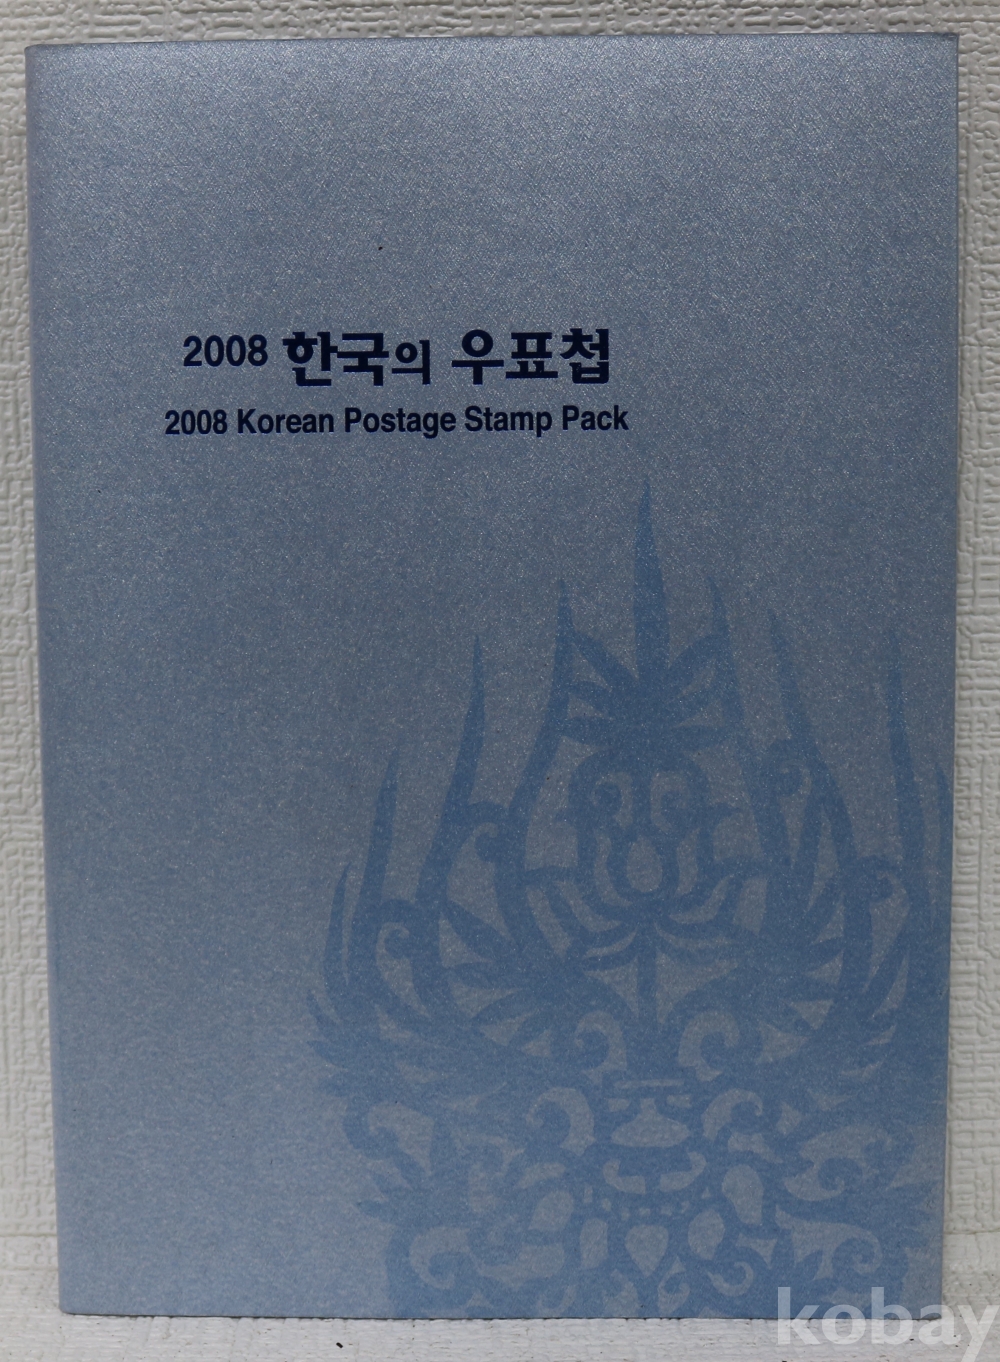 2008 한국의 우표첩
2008 Korean Postage Stamp Pack
kobay